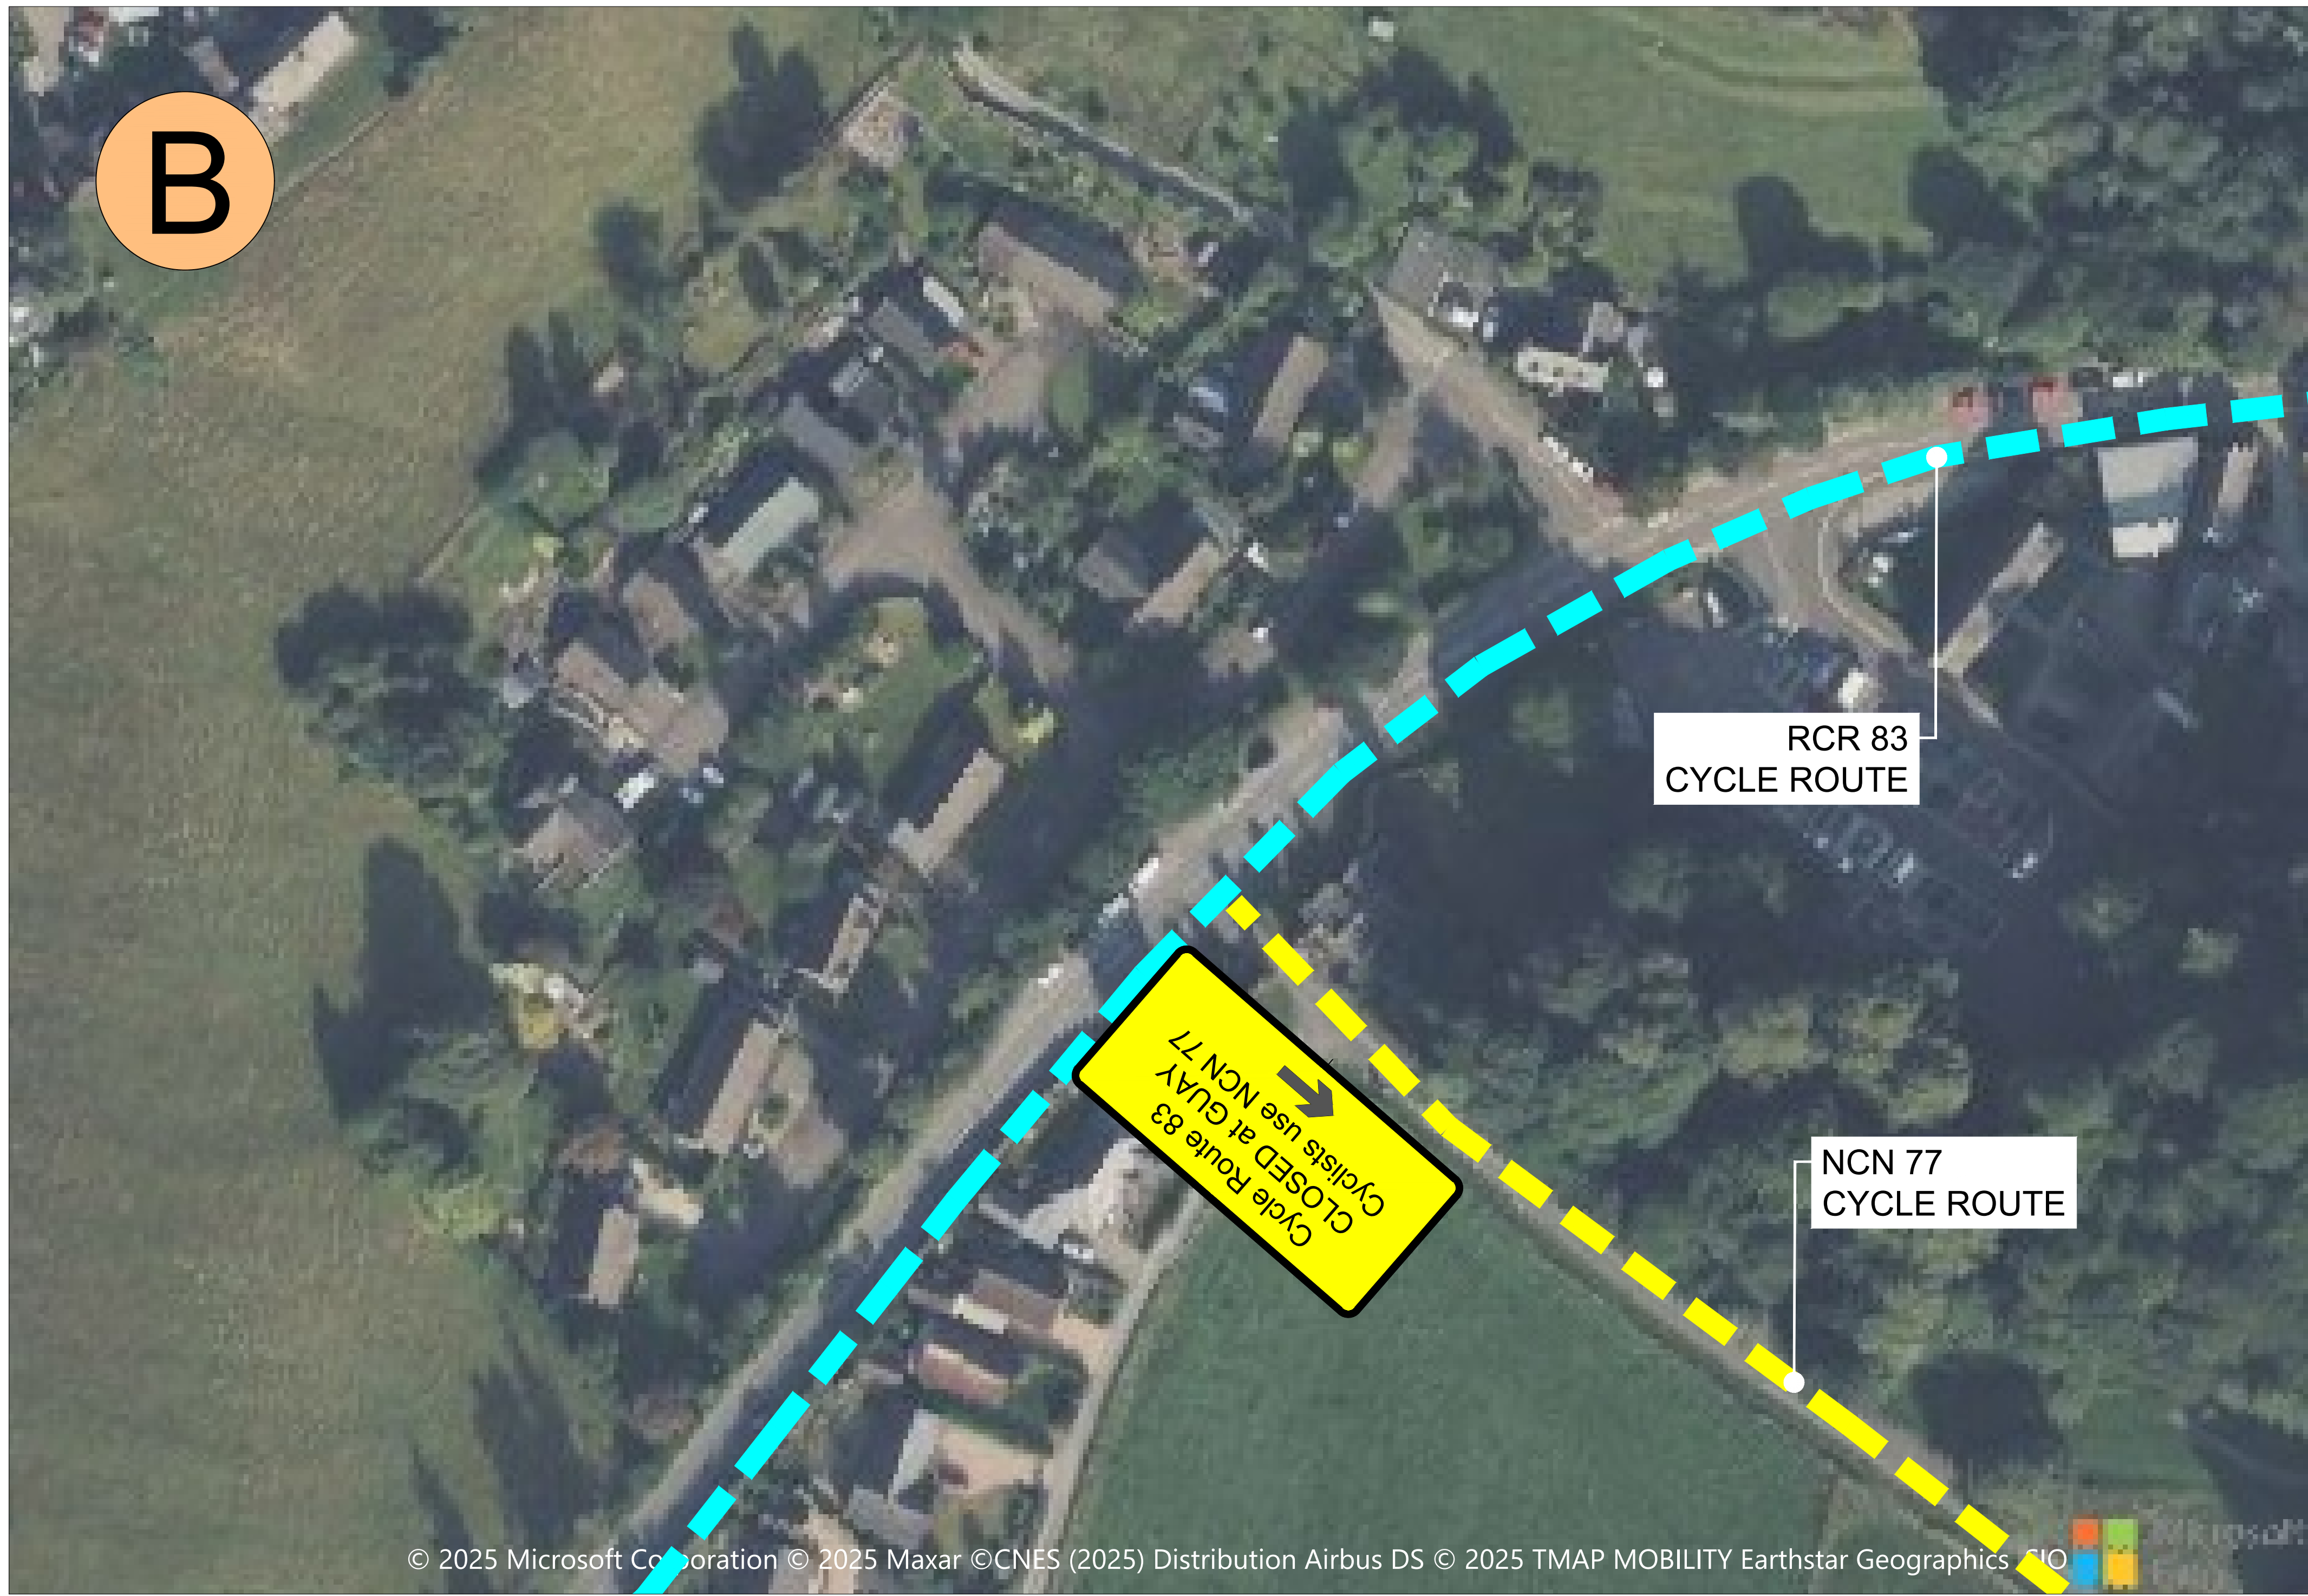 B
RCR 83
CYCLE ROUTE
Cycle Route 83
CLOSED at GUAY
Cyclists use NCN 77
NCN 77
CYCLE ROUTE
© 2025 Microsoft Corporation © 2025 Maxar ©CNES (2025) Distribution Airbus DS © 2025 TMAP MOBILITY Earthstar Geographics SIO
Microsoft